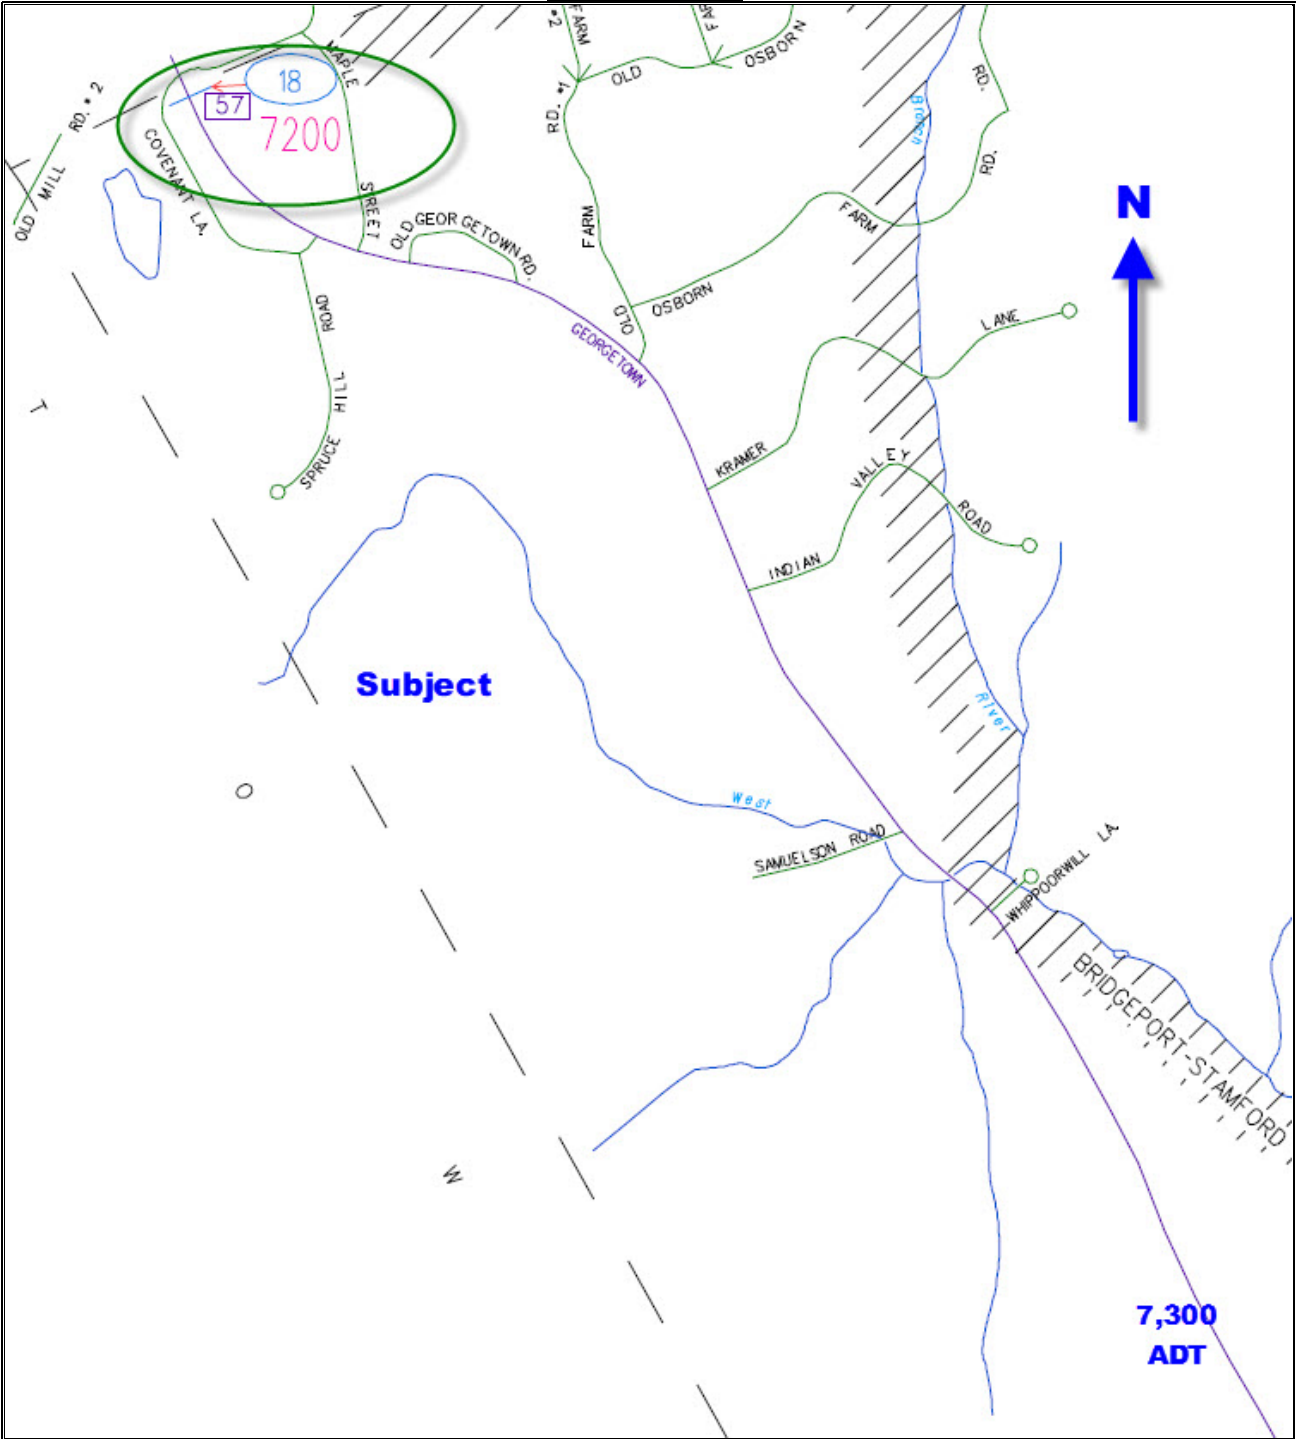 FARM
#2
FAR
OSBORN
OLD
MAPLE
RD. #2
18
57
7200
RD. #1
RD.
Branch
RD.
COVENANT LA.
OLD MILL
STREET
OLD GEORGETOWN RD.
FARM
FARM
N
OLD
OSBORN
ROAD
LANE
GEORGETOWN
HILL
T
SPRUCE
KRAMER
VALLEY
ROAD
INDIAN
Subject
River
O
West
SAMUELSON ROAD
WHIPPOORWILL LA.
BRIDGEPORT-STAMFORD
W
7,300
ADT